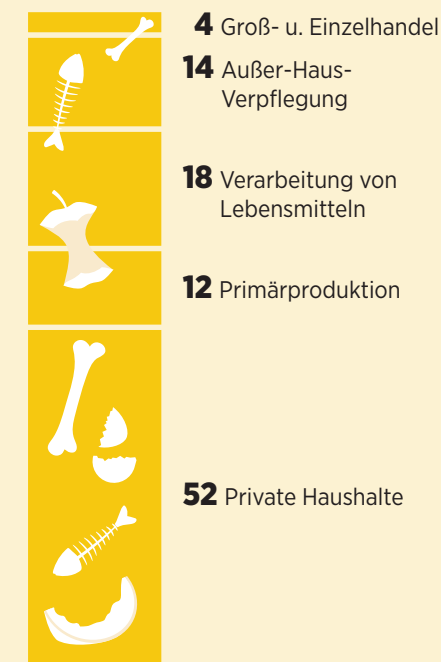 4 Groß- u. Einzelhandel
14 Außer-Haus-
Verpflegung
18 Verarbeitung von
Lebensmitteln
12 Primärproduktion
52 Private Haushalte